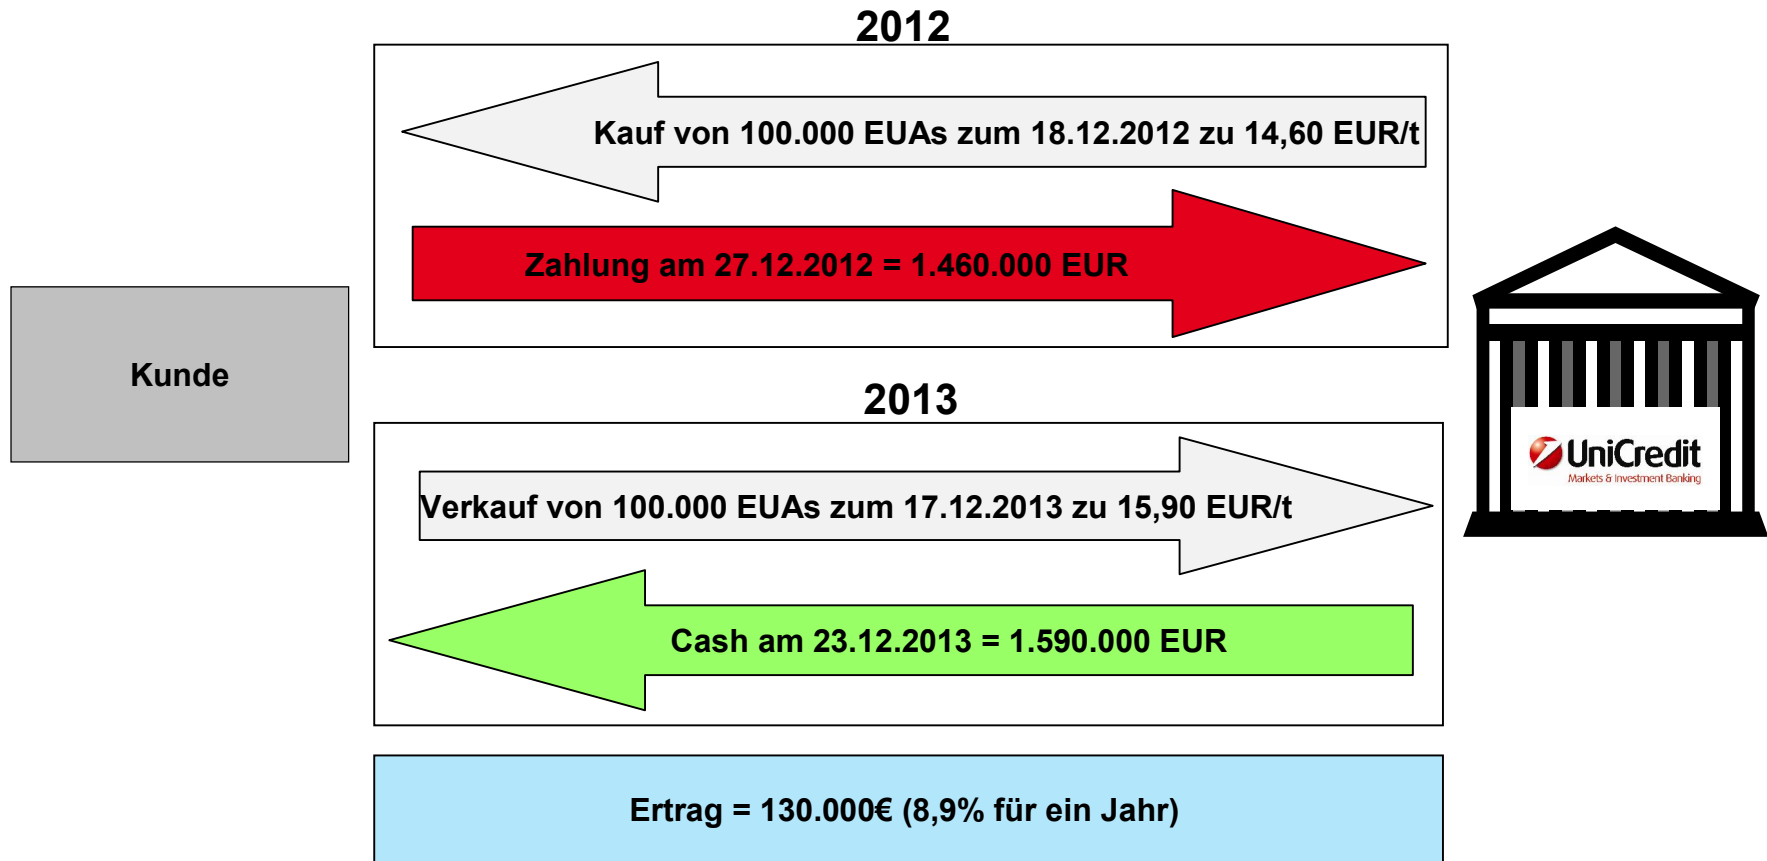 2012
Kauf von 100.000 EUAs zum 18.12.2012 zu 14,60 EUR/t
Zahlung am 27.12.2012 = 1.460.000 EUR
Kunde
2013
UniCredit
Markets & Investment Banking
Verkauf von 100.000 EUAs zum 17.12.2013 zu 15,90 EUR/t
Cash am 23.12.2013 = 1.590.000 EUR
Ertrag = 130.000€ (8,9% für ein Jahr)